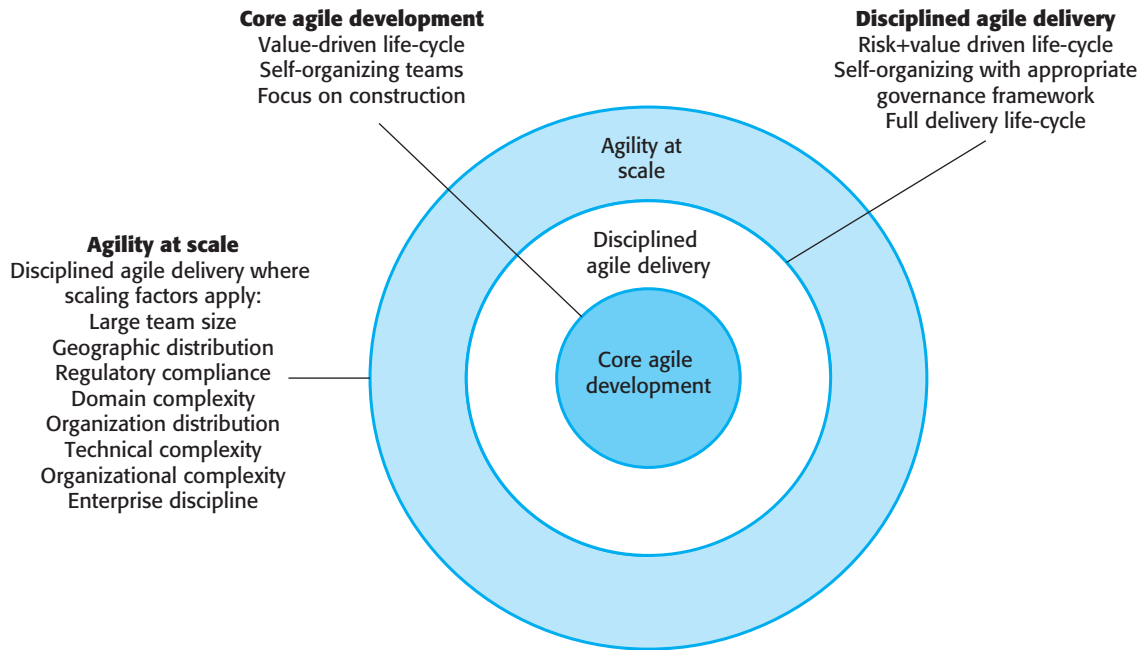 Core agile development
Value-driven life-cycle
Self-organizing teams
Focus on construction
Disciplined agile delivery
Risk+value driven life-cycle
Self-organizing with appropriate
governance framework
Full delivery life-cycle
Agility at scale
Disciplined agile delivery where
scaling factors apply:
Large team size
Geographic distribution
Regulatory compliance
Domain complexity
Organization distribution
Technical complexity
Organizational complexity
Enterprise discipline
Agility at
scale
Disciplined
agile delivery
Core agile
development